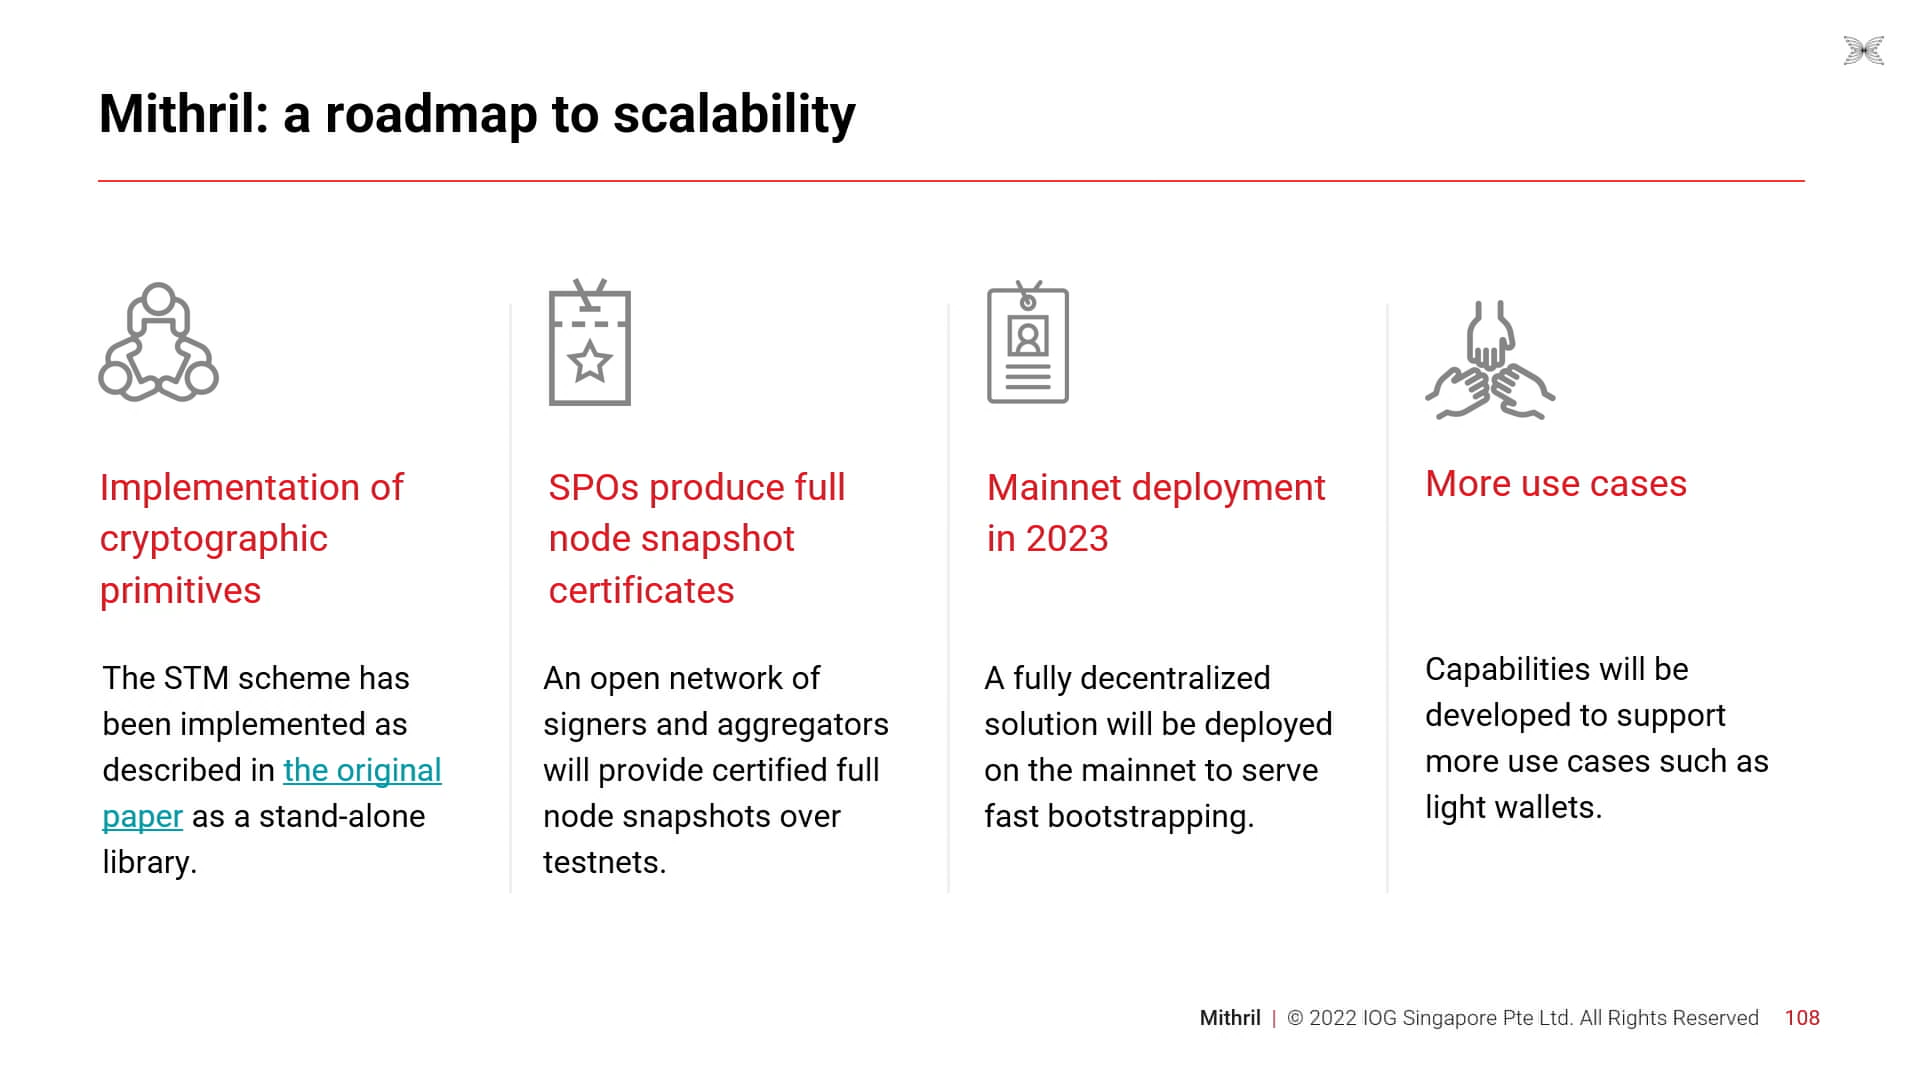 Mithril: a roadmap to scalability
Implementation of
cryptographic
primitives
The STM scheme has
been implemented as
described in the original
paper as a stand-alone
library.
SPOs produce full
node snapshot
certificates
An open network of
signers and aggregators
will provide certified full
node snapshots over
testnets.
Mainnet deployment
in 2023
A fully decentralized
solution will be deployed
on the mainnet to serve
fast bootstrapping.
More use cases
Capabilities will be
developed to support
more use cases such as
light wallets.
Mithril | © 2022 IOG Singapore Pte Ltd. All Rights Reserved 108